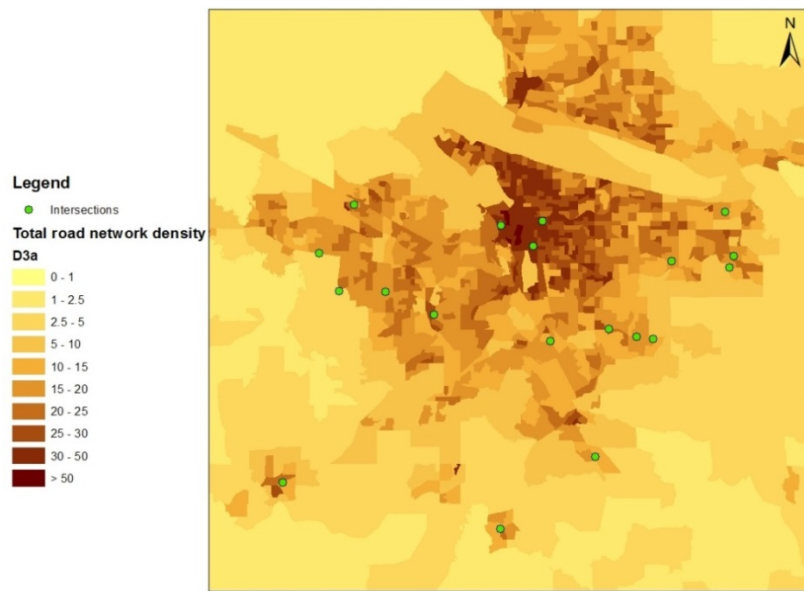 N
Legend
Intersections
Total road network density
D3a
0 - 1
1 - 2.5
2.5 - 5
5 - 10
10 - 15
15 - 20
20 - 25
25 - 30
30 - 50
> 50